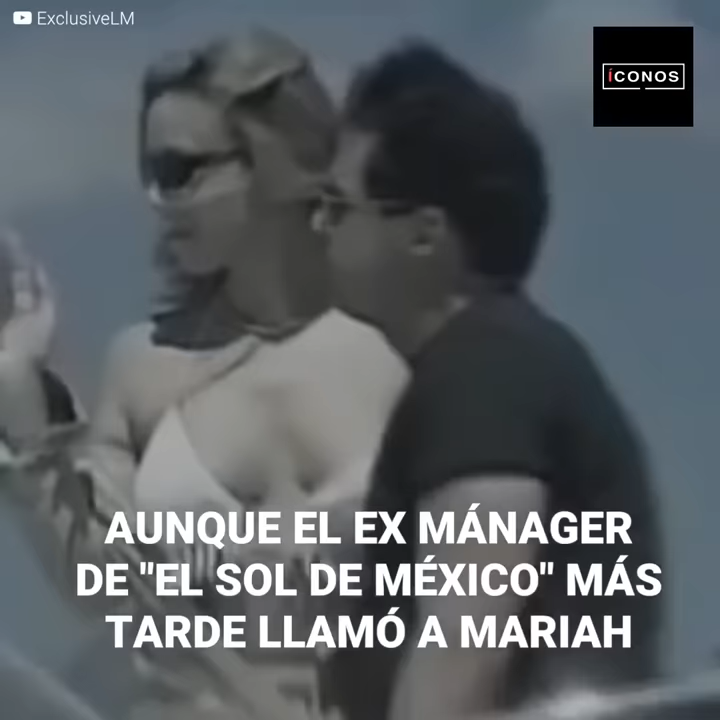 ExclusiveLM
íCONOS
AUNQUE EL EX MÁNAGER
DE "EL SOL DE MÉXICO" MÁS
TARDE LLAMÓ A MARIAH